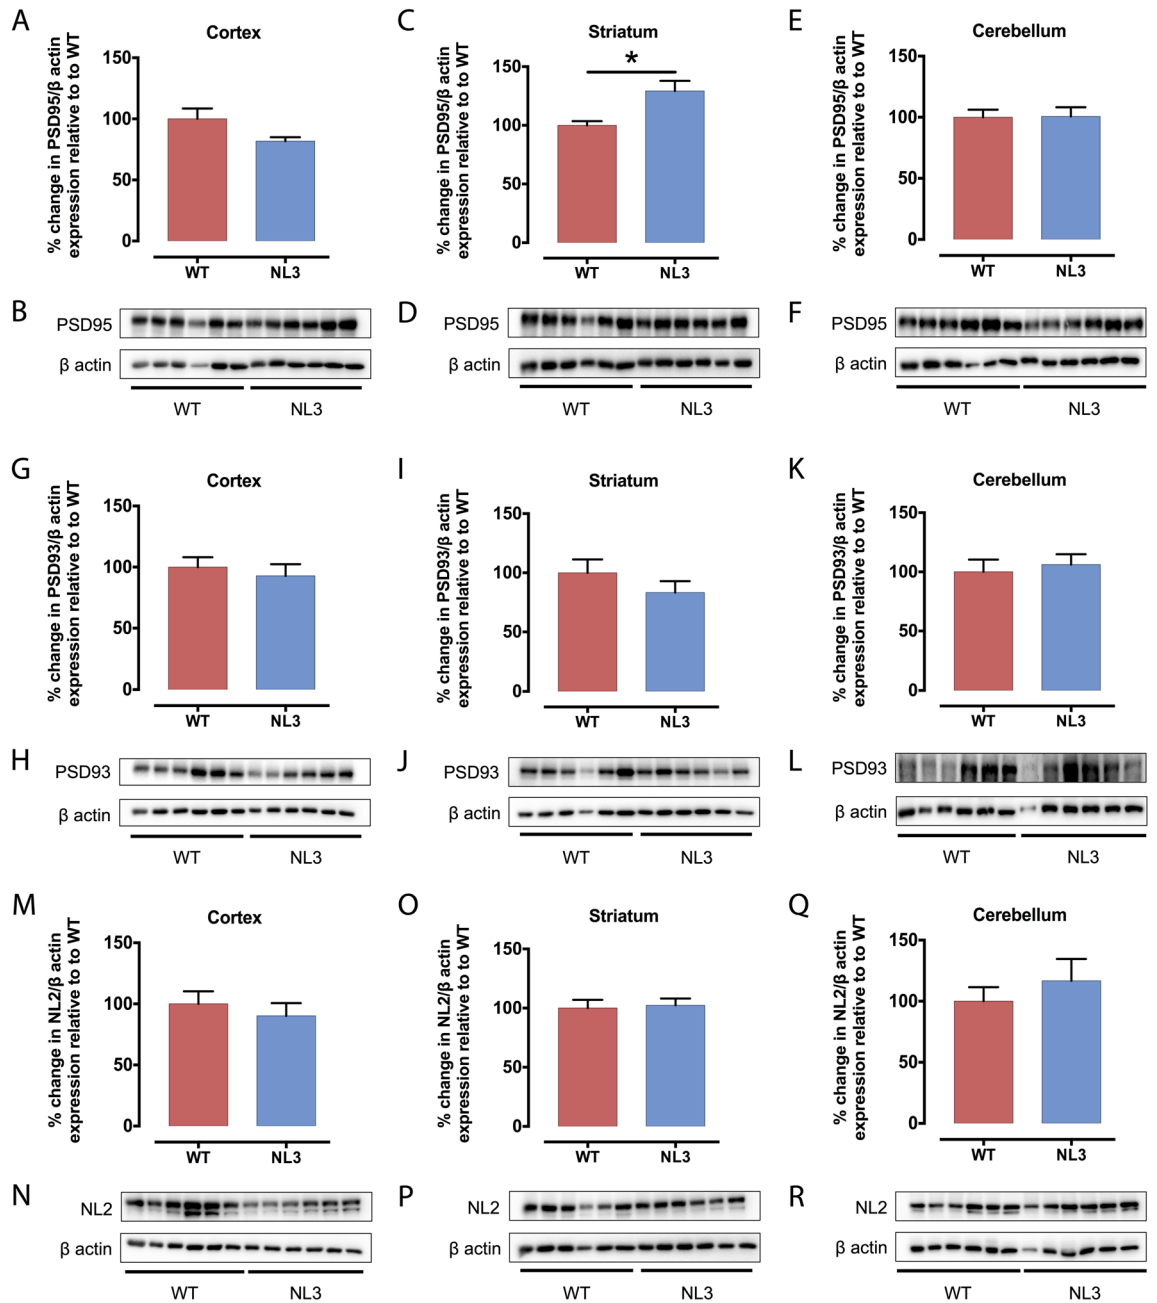 A
Cortex
% change in PSD95/β actin
expression relative to to WT
150
100
50
0
WT
NL3
C
Striatum
*
% change in PSD95/β actin
expression relative to to WT
150
100
50
0
WT
NL3
E
Cerebellum
% change in PSD95/β actin
expression relative to to WT
150
100
50
0
WT
NL3
B
PSD95
β actin
WT
NL3
D
PSD95
β actin
WT
NL3
F
PSD95
β actin
WT
NL3
G
Cortex
% change in PSD93/β actin
expression relative to to WT
150
100
50
0
WT
NL3
I
Striatum
% change in PSD93/β actin
expression relative to to WT
150
100
50
0
WT
NL3
K
Cerebellum
% change in PSD93/β actin
expression relative to to WT
150
100
50
0
WT
NL3
H
PSD93
β actin
WT
NL3
J
PSD93
β actin
WT
NL3
L
PSD93
β actin
WT
NL3
M
Cortex
% change in NL2/β actin
expression relative to to WT
150
100
50
0
WT
NL3
O
Striatum
% change in NL2/β actin
expression relative to to WT
150
100
50
0
WT
NL3
Q
Cerebellum
% change in NL2/β actin
expression relative to to WT
150
100
50
0
WT
NL3
N
NL2
β actin
WT
NL3
P
NL2
β actin
WT
NL3
R
NL2
β actin
WT
NL3